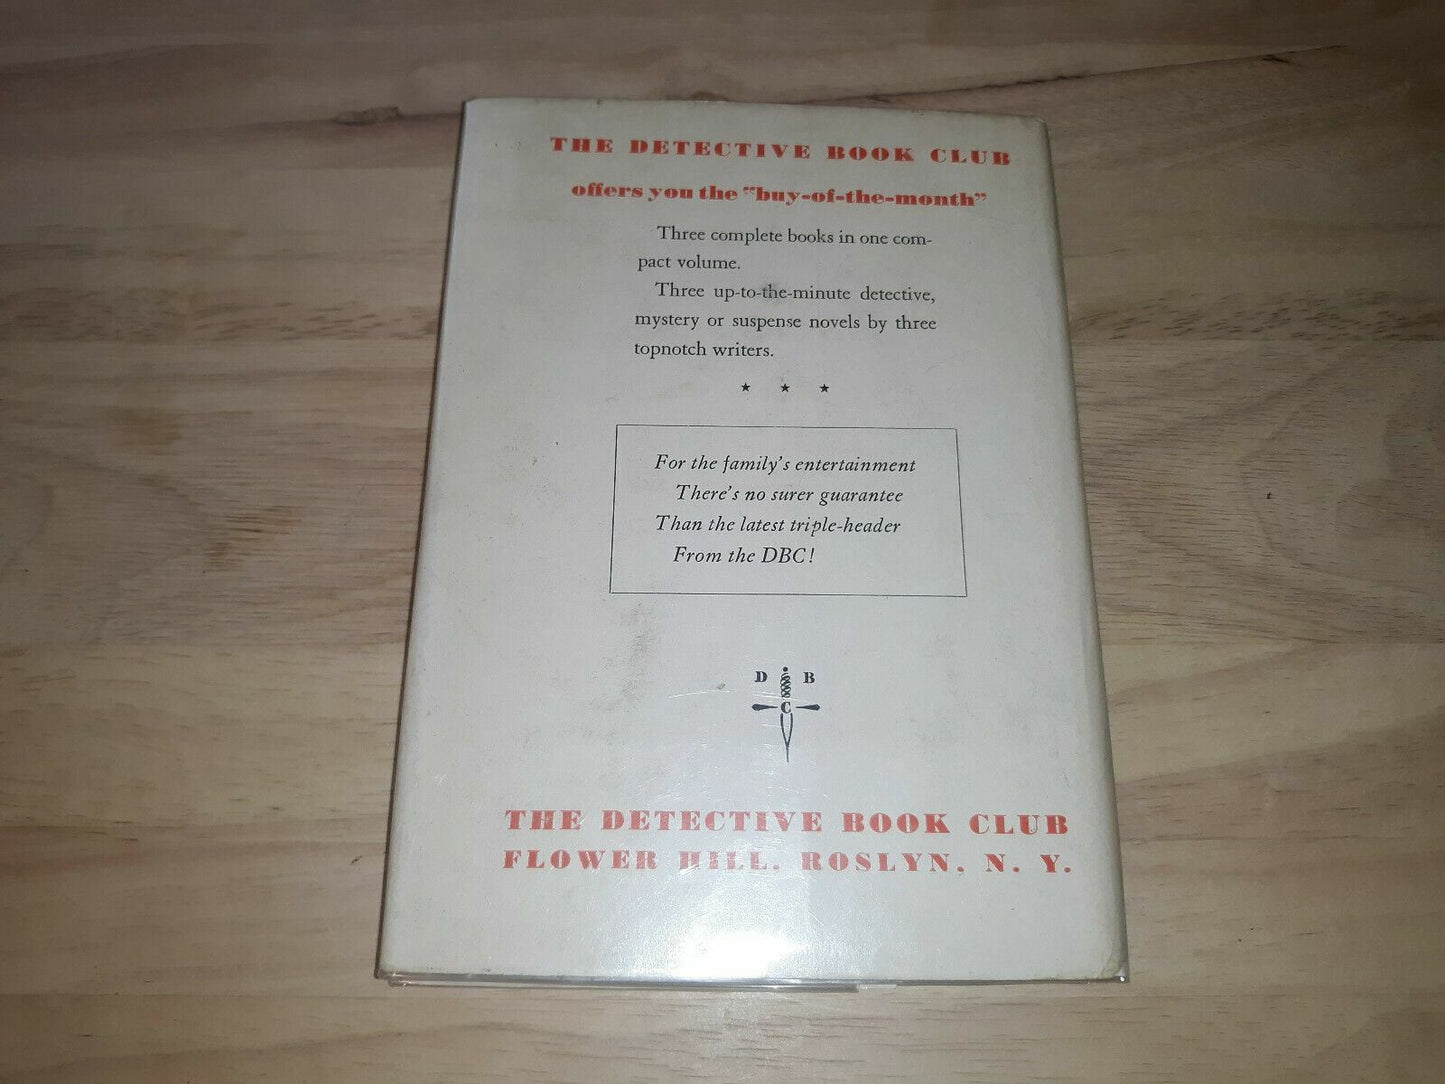 THE DETECTIVE BOOK CLUB
offers you the "buy-of-the-month"
Three complete books in one com-
pact volume.
Three up-to-the-minute detective,
mystery or suspense novels by three
topnotch writers.
★ ★ ★
For the family's entertainment
There's no surer guarantee
Than the latest triple-header
From the DBC!
D B
C
THE DETECTIVE BOOK CLUB
FLOWER HILL, ROSLYN, N. Y.